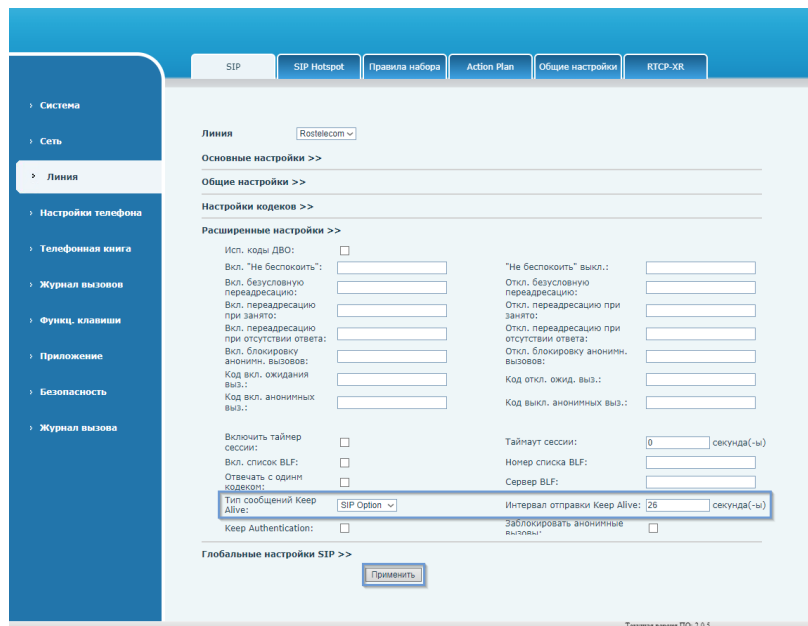 SIP SIP Hotspot Правила набора Action Plan Общие настройки RTCP-XR
› Система
› Сеть
› Линия
› Настройки телефона
› Телефонная книга
› Журнал вызовов
› Функц. клавиши
› Приложение
› Безопасность
› Журнал вызова
Линия Rostelecom
Основные настройки >>
Общие настройки >>
Настройки кодеков >>
Расширенные настройки >>
Исп. коды ДВО:
Вкл. "Не беспокоить": "Не беспокоить" выкл.:
Вкл. безусловную Откл. безусловную
переадресацию: переадресацию:
Вкл. переадресацию Откл. переадресацию при
при занято: занято:
Вкл. переадресацию Откл. переадресацию при
при отсутствии ответа: отсутствии ответа:
Вкл. блокировку Откл. блокировку анонимн.
анонимн. вызовов: вызовов:
Код вкл. ожидания Код откл. ожид. выз.:
выз.:
Код вкл. анонимных Код выкл. анонимных выз.:
выз.:
Включить таймер Таймаут сессии: 0 секунда(-ы)
сессии:
Вкл. список BLF: Номер списка BLF:
Отвечать с одинм Сервер BLF:
кодеком:
Тип сообщений Keep SIP Option Интервал отправки Keep Alive: 26 секунда(-ы)
Alive:
Keep Authentication: Заблокировать анонимные
вызовы:
Глобальные настройки SIP >>
Применить